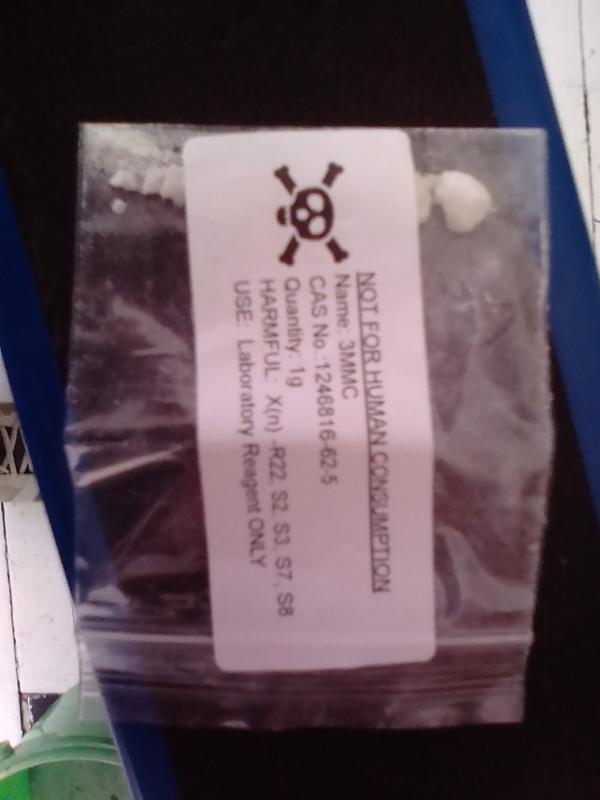 NOT FOR HUMAN CONSUMPTION
Name: 3MMC
CAS No.:1246816-62-5
Quantity: 1g
HARMFUL: X(n) -R22, S2, S3, S7, S8
USE: Laboratory Reagent ONLY